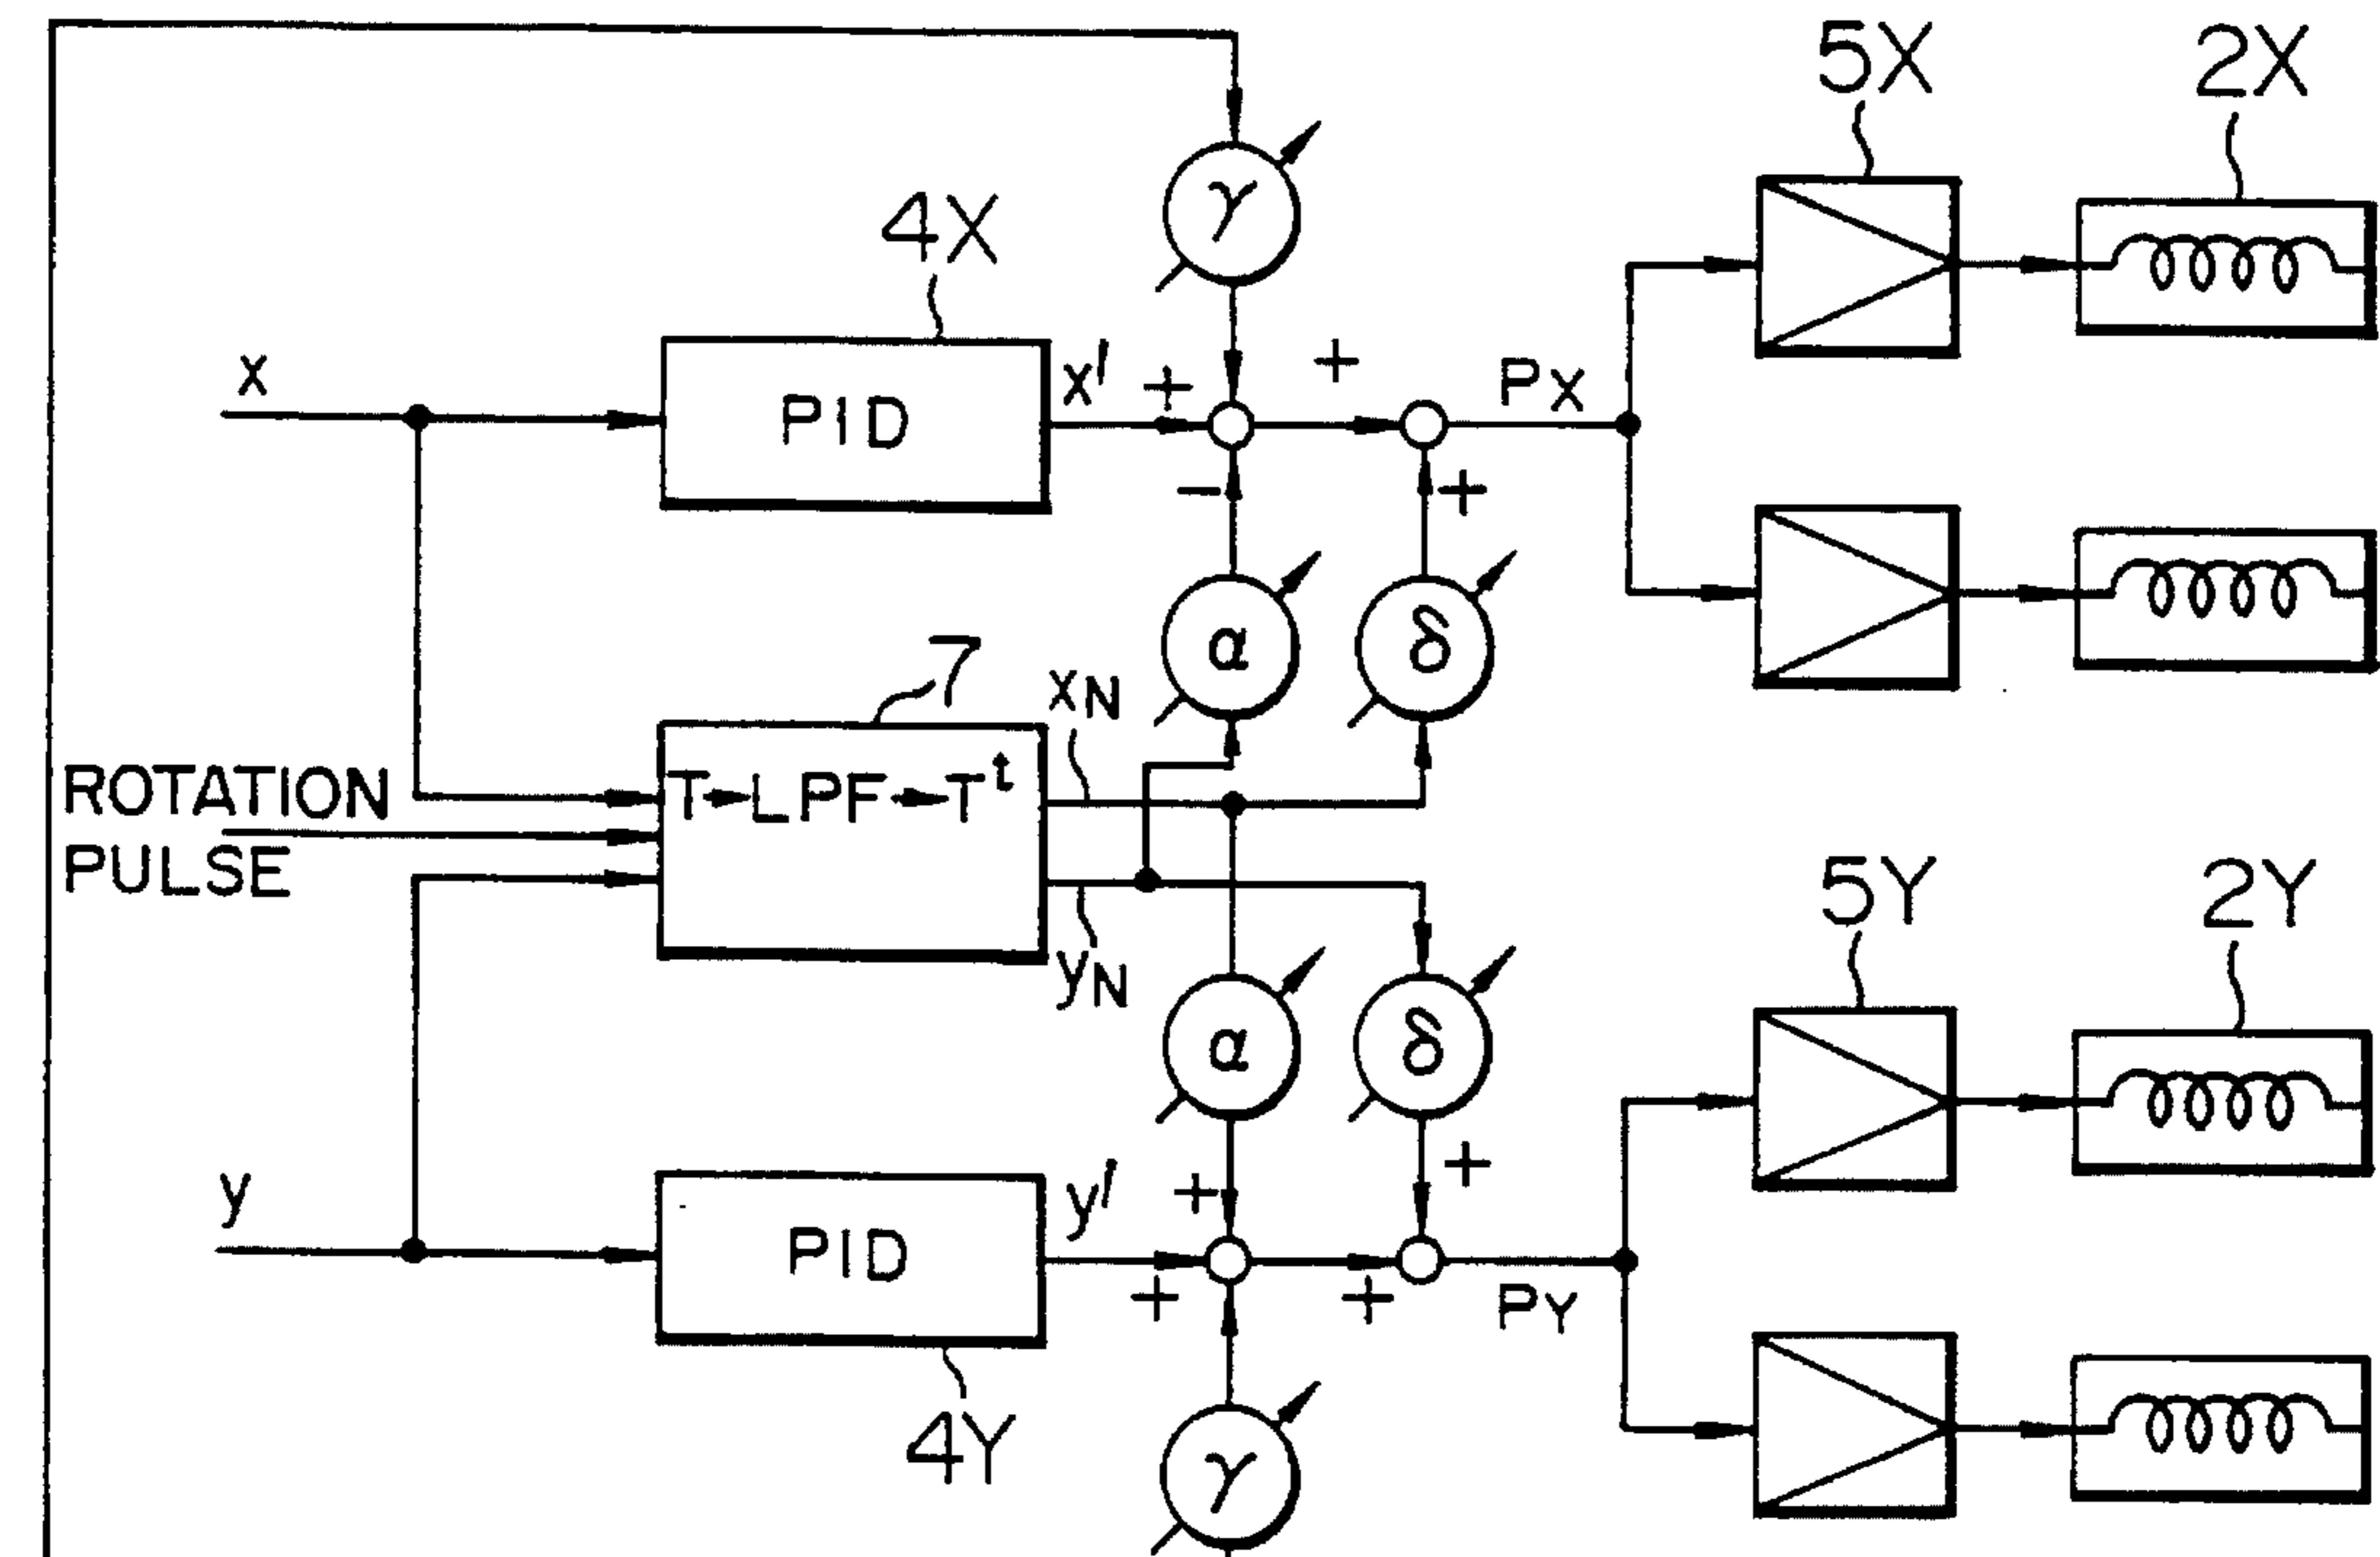 5X
2X
γ
4X
x
PID
x'
+
+
Px
-
+
α
δ
7
xN
ROTATION
PULSE
T→LPF→Tᵗ
yN
5Y
2Y
α
δ
y
PID
y'
+
+
+
+
PY
4Y
γ